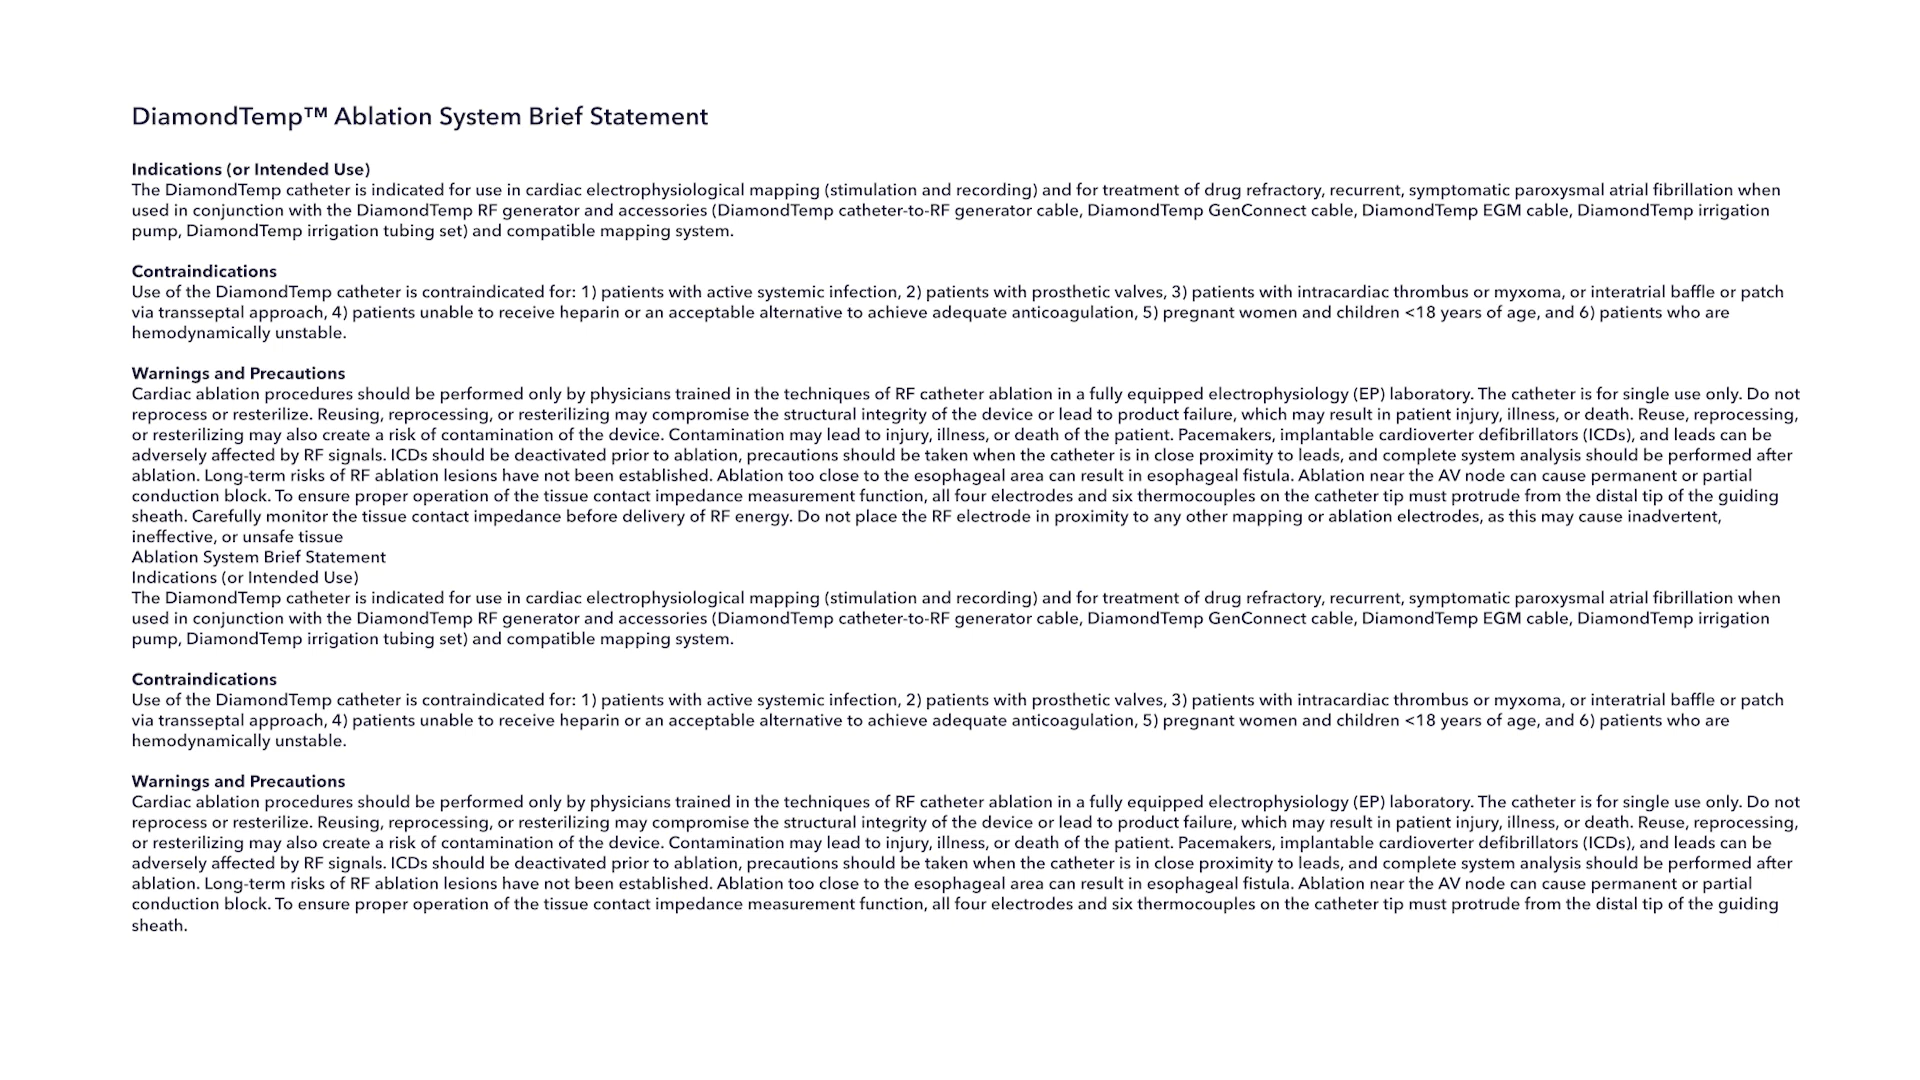 DiamondTemp™ Ablation System Brief Statement
Indications (or Intended Use)
The DiamondTemp catheter is indicated for use in cardiac electrophysiological mapping (stimulation and recording) and for treatment of drug refractory, recurrent, symptomatic paroxysmal atrial fibrillation when
used in conjunction with the DiamondTemp RF generator and accessories (DiamondTemp catheter-to-RF generator cable, DiamondTemp GenConnect cable, DiamondTemp EGM cable, DiamondTemp irrigation
pump, DiamondTemp irrigation tubing set) and compatible mapping system.
Contraindications
Use of the DiamondTemp catheter is contraindicated for: 1) patients with active systemic infection, 2) patients with prosthetic valves, 3) patients with intracardiac thrombus or myxoma, or interatrial baffle or patch
via transseptal approach, 4) patients unable to receive heparin or an acceptable alternative to achieve adequate anticoagulation, 5) pregnant women and children <18 years of age, and 6) patients who are
hemodynamically unstable.
Warnings and Precautions
Cardiac ablation procedures should be performed only by physicians trained in the techniques of RF catheter ablation in a fully equipped electrophysiology (EP) laboratory. The catheter is for single use only. Do not
reprocess or resterilize. Reusing, reprocessing, or resterilizing may compromise the structural integrity of the device or lead to product failure, which may result in patient injury, illness, or death. Reuse, reprocessing,
or resterilizing may also create a risk of contamination of the device. Contamination may lead to injury, illness, or death of the patient. Pacemakers, implantable cardioverter defibrillators (ICDs), and leads can be
adversely affected by RF signals. ICDs should be deactivated prior to ablation, precautions should be taken when the catheter is in close proximity to leads, and complete system analysis should be performed after
ablation. Long-term risks of RF ablation lesions have not been established. Ablation too close to the esophageal area can result in esophageal fistula. Ablation near the AV node can cause permanent or partial
conduction block. To ensure proper operation of the tissue contact impedance measurement function, all four electrodes and six thermocouples on the catheter tip must protrude from the distal tip of the guiding
sheath. Carefully monitor the tissue contact impedance before delivery of RF energy. Do not place the RF electrode in proximity to any other mapping or ablation electrodes, as this may cause inadvertent,
ineffective, or unsafe tissue
Ablation System Brief Statement
Indications (or Intended Use)
The DiamondTemp catheter is indicated for use in cardiac electrophysiological mapping (stimulation and recording) and for treatment of drug refractory, recurrent, symptomatic paroxysmal atrial fibrillation when
used in conjunction with the DiamondTemp RF generator and accessories (DiamondTemp catheter-to-RF generator cable, DiamondTemp GenConnect cable, DiamondTemp EGM cable, DiamondTemp irrigation
pump, DiamondTemp irrigation tubing set) and compatible mapping system.
Contraindications
Use of the DiamondTemp catheter is contraindicated for: 1) patients with active systemic infection, 2) patients with prosthetic valves, 3) patients with intracardiac thrombus or myxoma, or interatrial baffle or patch
via transseptal approach, 4) patients unable to receive heparin or an acceptable alternative to achieve adequate anticoagulation, 5) pregnant women and children <18 years of age, and 6) patients who are
hemodynamically unstable.
Warnings and Precautions
Cardiac ablation procedures should be performed only by physicians trained in the techniques of RF catheter ablation in a fully equipped electrophysiology (EP) laboratory. The catheter is for single use only. Do not
reprocess or resterilize. Reusing, reprocessing, or resterilizing may compromise the structural integrity of the device or lead to product failure, which may result in patient injury, illness, or death. Reuse, reprocessing,
or resterilizing may also create a risk of contamination of the device. Contamination may lead to injury, illness, or death of the patient. Pacemakers, implantable cardioverter defibrillators (ICDs), and leads can be
adversely affected by RF signals. ICDs should be deactivated prior to ablation, precautions should be taken when the catheter is in close proximity to leads, and complete system analysis should be performed after
ablation. Long-term risks of RF ablation lesions have not been established. Ablation too close to the esophageal area can result in esophageal fistula. Ablation near the AV node can cause permanent or partial
conduction block. To ensure proper operation of the tissue contact impedance measurement function, all four electrodes and six thermocouples on the catheter tip must protrude from the distal tip of the guiding
sheath.